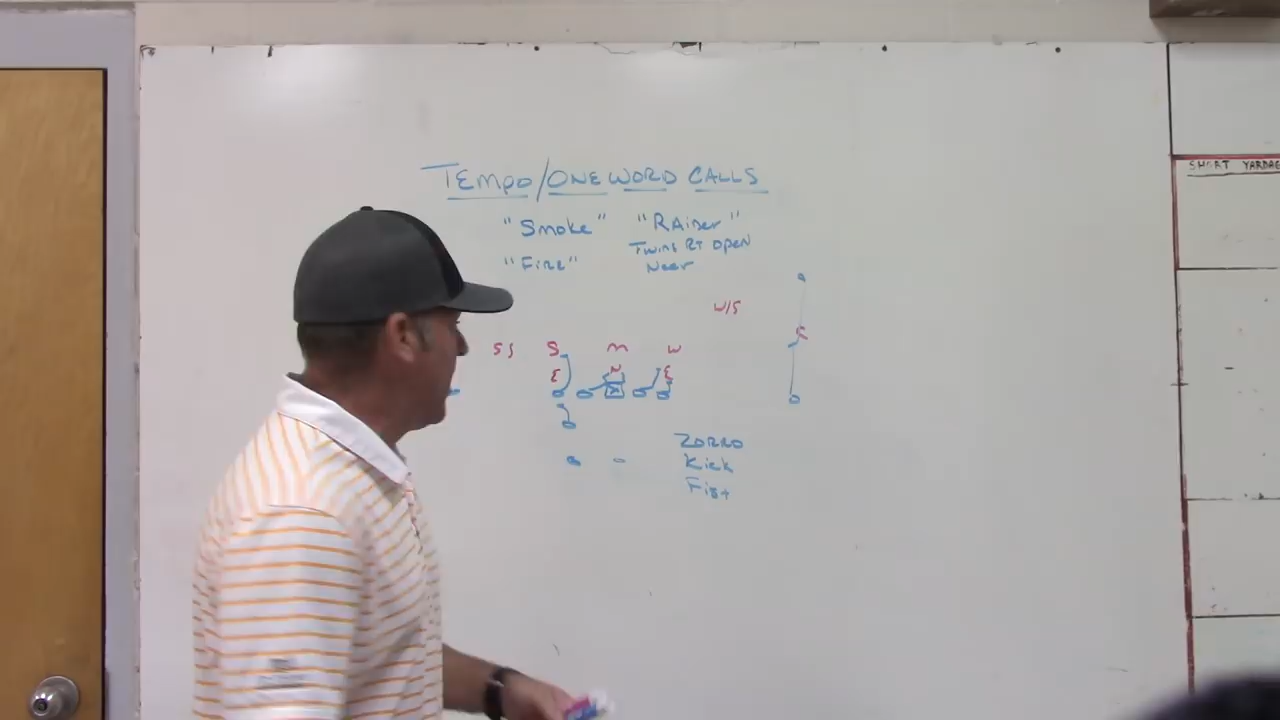 TEMPO/ONE WORD CALLS
"Smoke" "RAider"
Twins RT open
"Fire" Near
W/S
C
SS S M W
E N E
ZORRO
Kick
Fist
SHORT YARDAGE